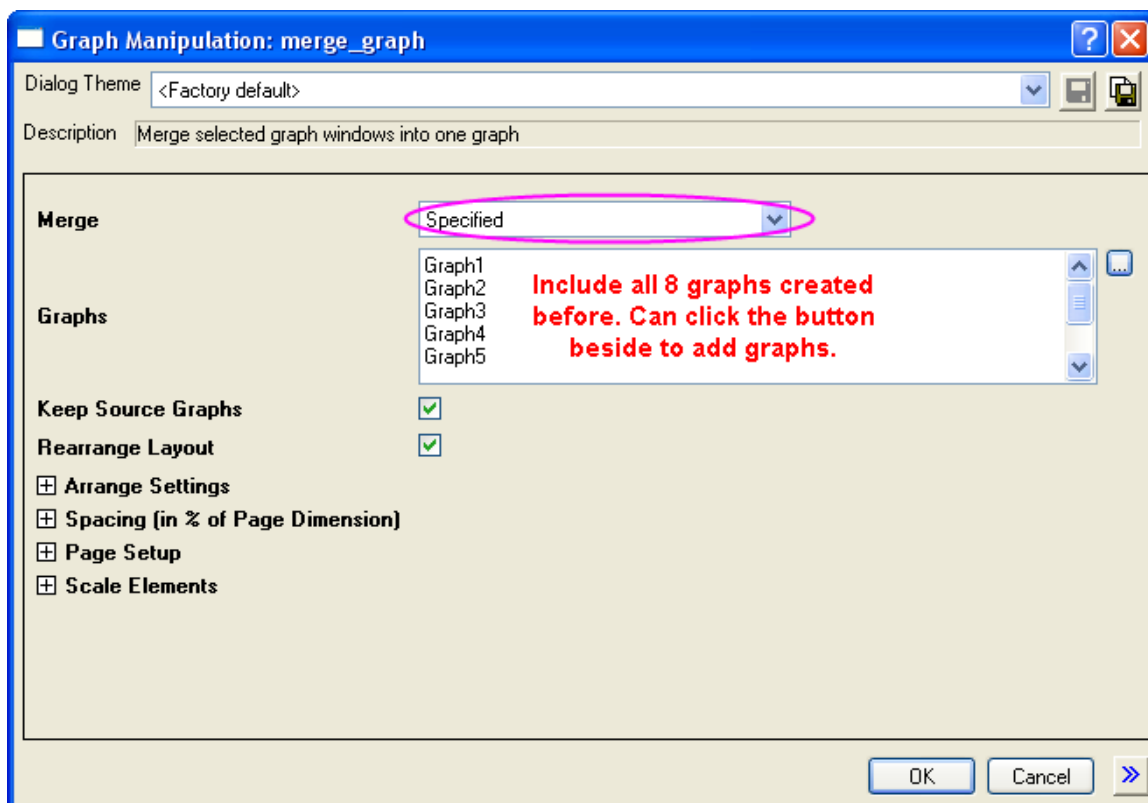 Graph Manipulation: merge_graph
Dialog Theme <Factory default>
Description Merge selected graph windows into one graph
Merge Specified
Graphs
Graph1
Graph2
Graph3
Graph4
Graph5
Include all 8 graphs created
before. Can click the button
beside to add graphs.
...
Keep Source Graphs
Rearrange Layout
Arrange Settings
Spacing (in % of Page Dimension)
Page Setup
Scale Elements
OK Cancel